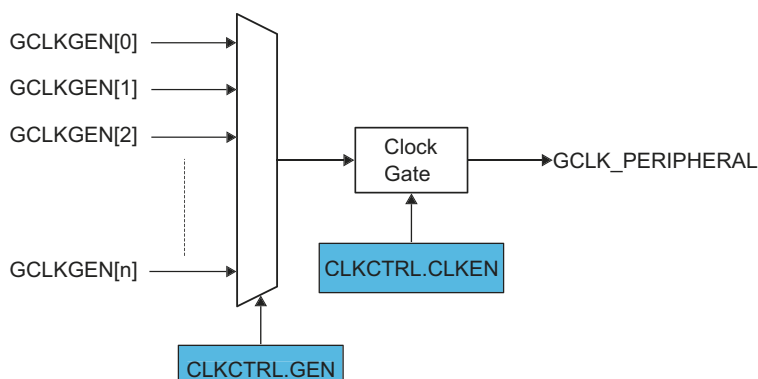 GCLKGEN[0]
GCLKGEN[1]
GCLKGEN[2]
Clock
Gate
GCLK_PERIPHERAL
GCLKGEN[n]
CLKCTRL.CLKEN
CLKCTRL.GEN